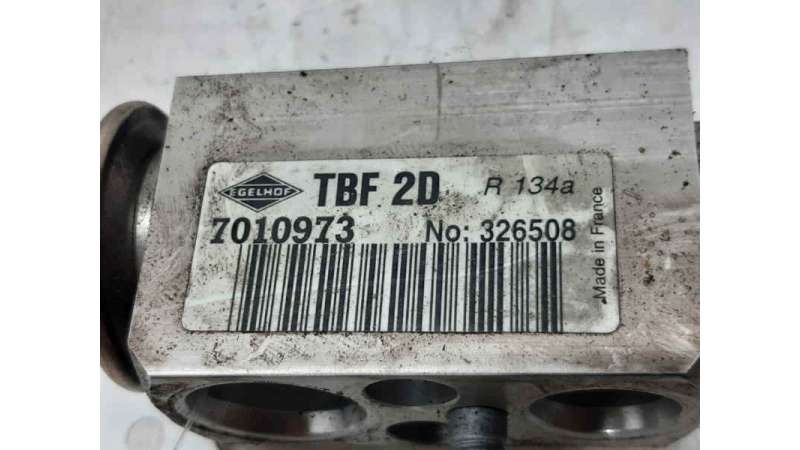 EGELHOF TBF 2D R 134a
7010973 No: 326508
Made in France